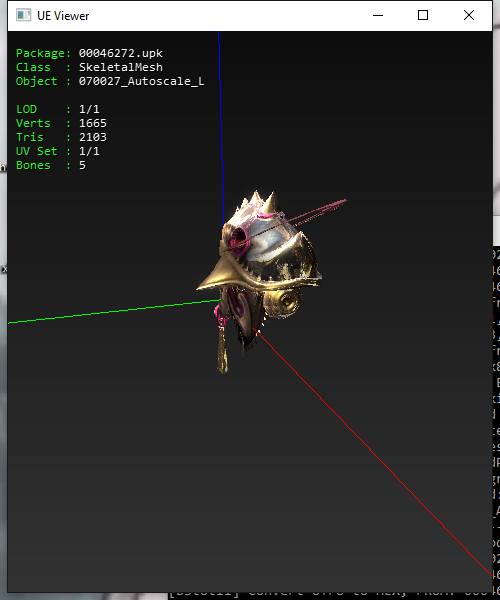 UE Viewer
Package: 00046272.upk
Class : SkeletalMesh
Object : 070027_Autoscale_L
LOD : 1/1
Verts : 1665
Tris : 2103
UV Set : 1/1
Bones : 5